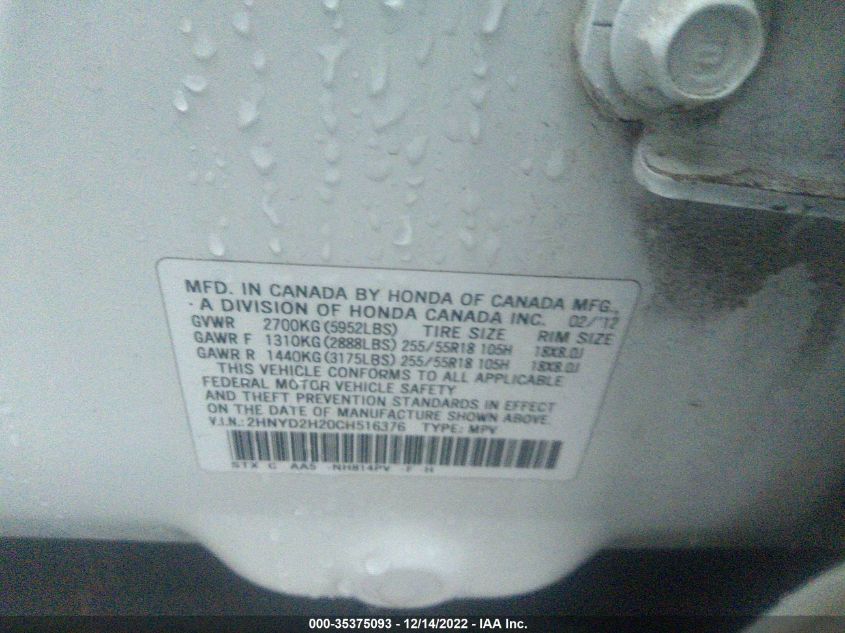 MFD. IN CANADA BY HONDA OF CANADA MFG.,
A DIVISION OF HONDA CANADA INC. 02/'12
GVWR 2700KG(5952LBS) TIRE SIZE RIM SIZE
GAWR F 1310KG(2888LBS) 255/55R18 105H 18X8.0J
GAWR R 1440KG(3175LBS) 255/55R18 105H 18X8.0J
THIS VEHICLE CONFORMS TO ALL APPLICABLE
FEDERAL MOTOR VEHICLE SAFETY
AND THEFT PREVENTION STANDARDS IN EFFECT
ON THE DATE OF MANUFACTURE SHOWN ABOVE.
V.I.N.: 2HNYD2H20CH516376 TYPE: MPV
STX C AA5 NH814PV F H
000-35375093 - 12/14/2022 - IAA Inc.